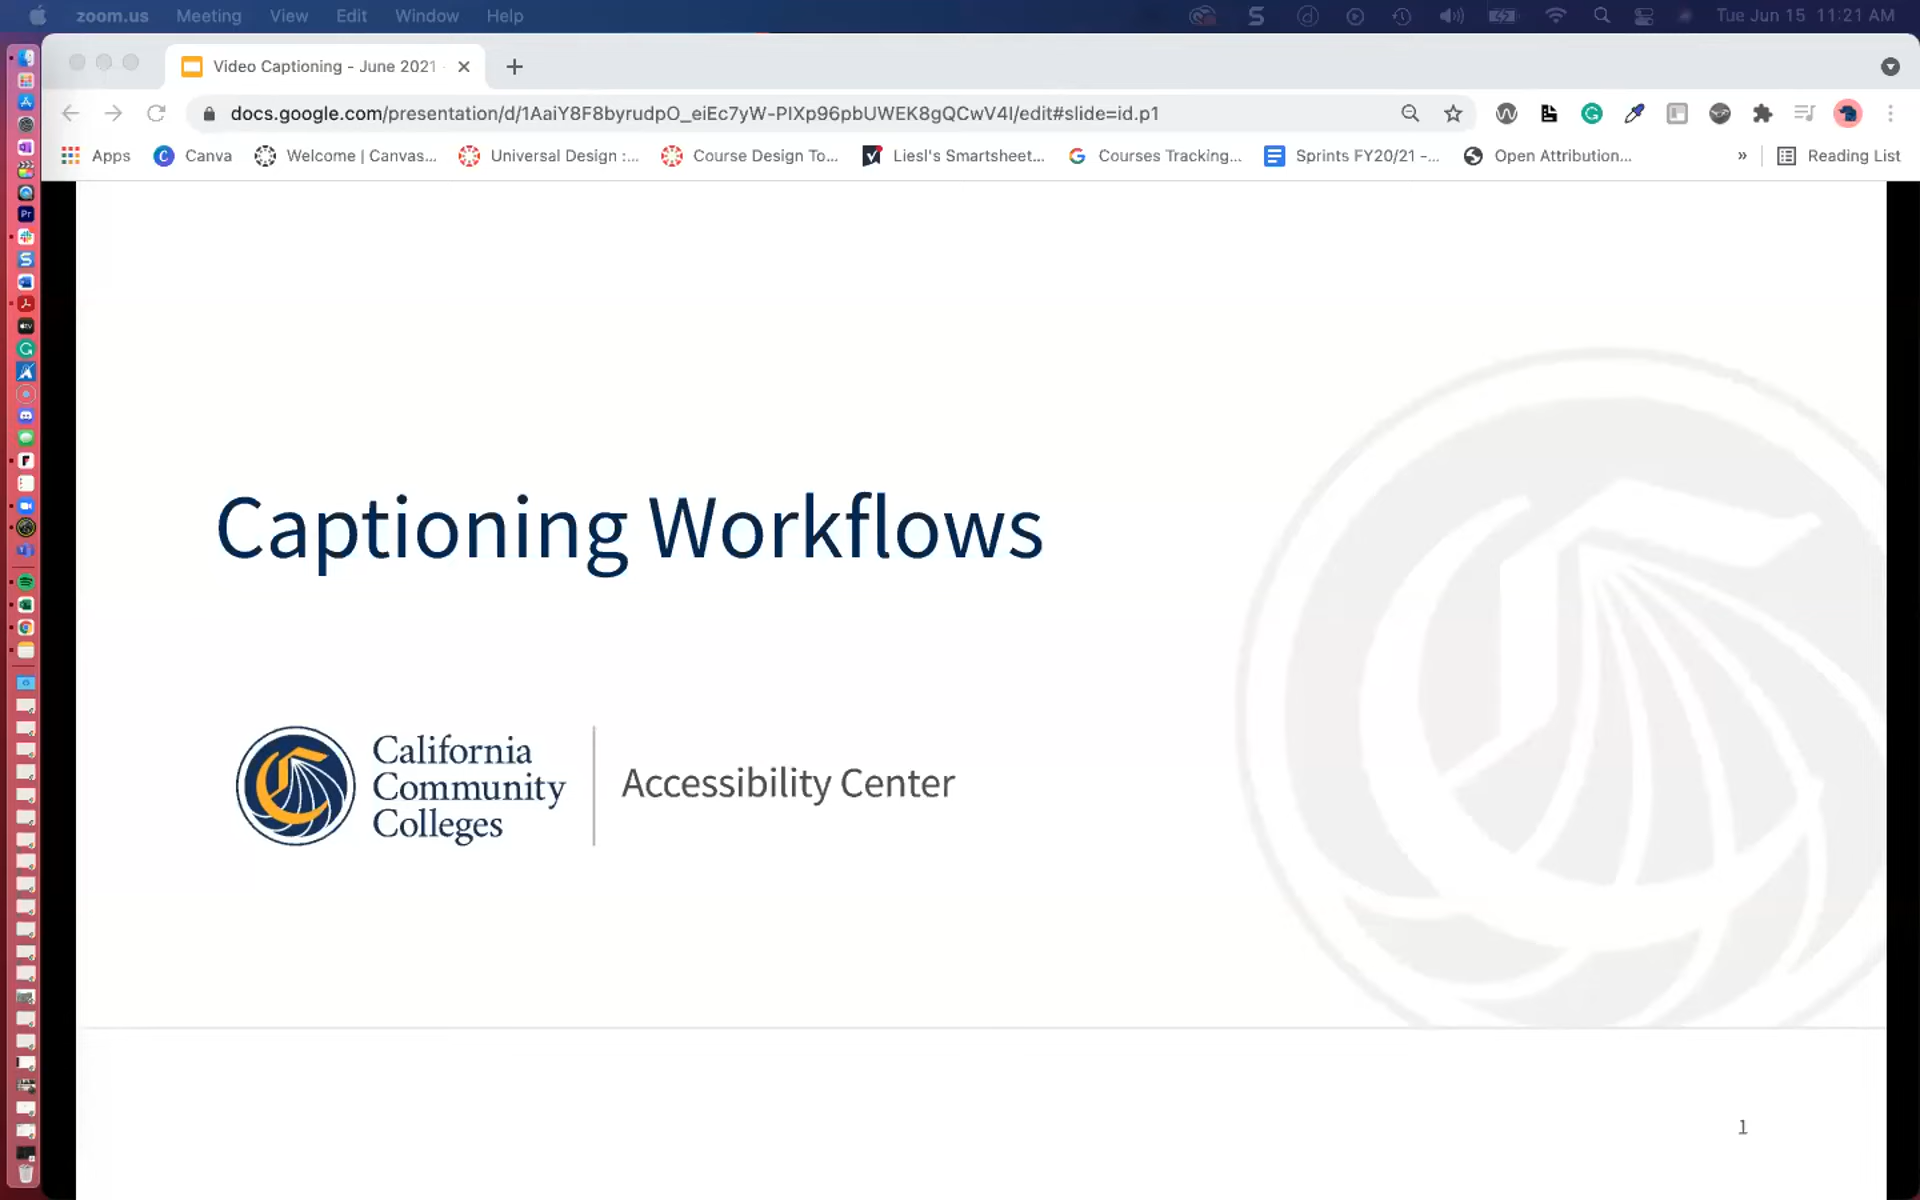 zoom.us Meeting View Edit Window Help Tue Jun 15 11:21 AM
Video Captioning - June 2021
docs.google.com/presentation/d/1AaiY8F8byrudpO_eiEc7yW-PIXp96pbUWEK8gQCwV4I/edit#slide=id.p1
Apps Canva Welcome | Canvas... Universal Design :... Course Design To... Liesl's Smartsheet... Courses Tracking,... Sprints FY20/21 -... Open Attribution... » Reading List
Captioning Workflows
California
Community
Colleges
Accessibility Center
1